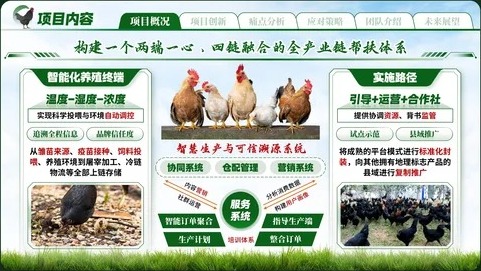 项目内容
项目概况
项目创新
痛点分析
应对策略
团队介绍
未来展望
构建一个两端一心、四链融合的全产业链帮扶体系
智能化养殖终端
温度-湿度-浓度
实现科学投喂与环境自动调控
追溯全程信息
品牌信任度
从雏苗来源、疫苗接种、饲料投
喂、养殖环境到屠宰加工、冷链
物流等全部上链存储
智慧生产与可信溯源系统
协同系统
仓配管理
营销系统
内容营销
社群运营
服务
系统
分析消费数据
构建用户画像
智能订单聚合
指导生产端
生产计划
培训体系
整合订单
实施路径
引导+运营+合作社
提供协调资源、背书监管
试点示范
县域推广
将成熟的平台模式进行标准化封
装，向其他拥有地理标志产品的
县域进行复制推广